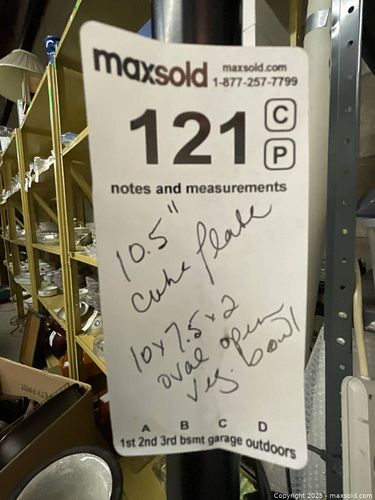 maxsold maxsold.com
1-877-257-7799
121 C
P
notes and measurements
10.5"
cake plate
10x7.5x2
oval open
veg. bowl
A B C D
1st 2nd 3rd bsmt garage outdoors
Copyright 2025 - maxsold.com